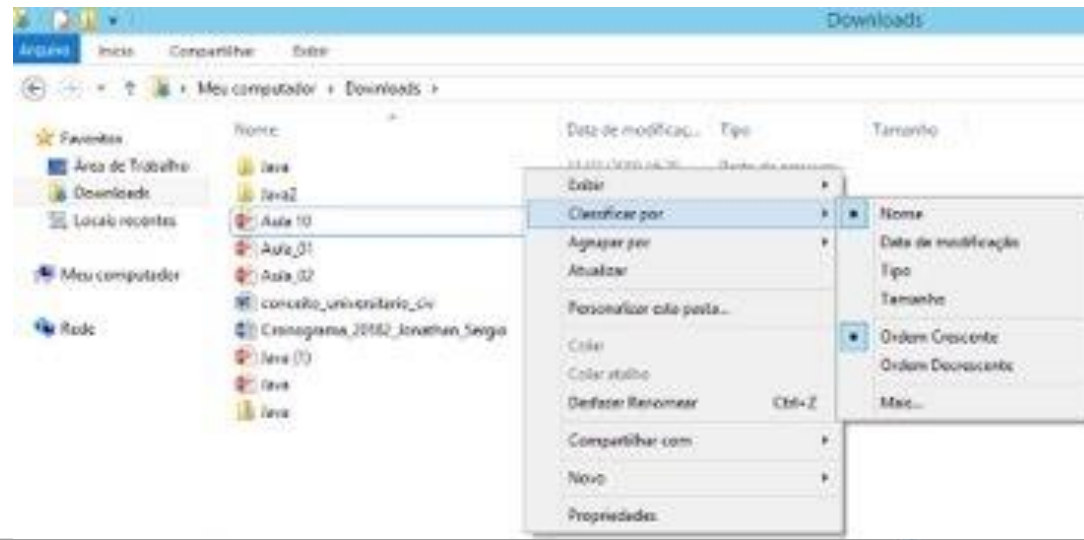 Downloads
Arquivo Início Compartilhar Exibir
Meu computador Downloads
Favoritos
Área de Trabalho
Downloads
Locais recentes
Meu computador
Rede
Nome Data de modificaç... Tipo Tamanho
Java
Java2
Aula 10
Aula_01
Aula_02
conceito_universitario_civ
Cronograma_20182_Jonathan_Sergio
Java (1)
Java
Java
Exibir
Classificar por
Agrupar por
Atualizar
Personalizar esta pasta...
Colar
Colar atalho
Desfazer Renomear Ctrl+Z
Compartilhar com
Novo
Propriedades
Nome
Data de modificação
Tipo
Tamanho
Ordem Crescente
Ordem Decrescente
Mais...